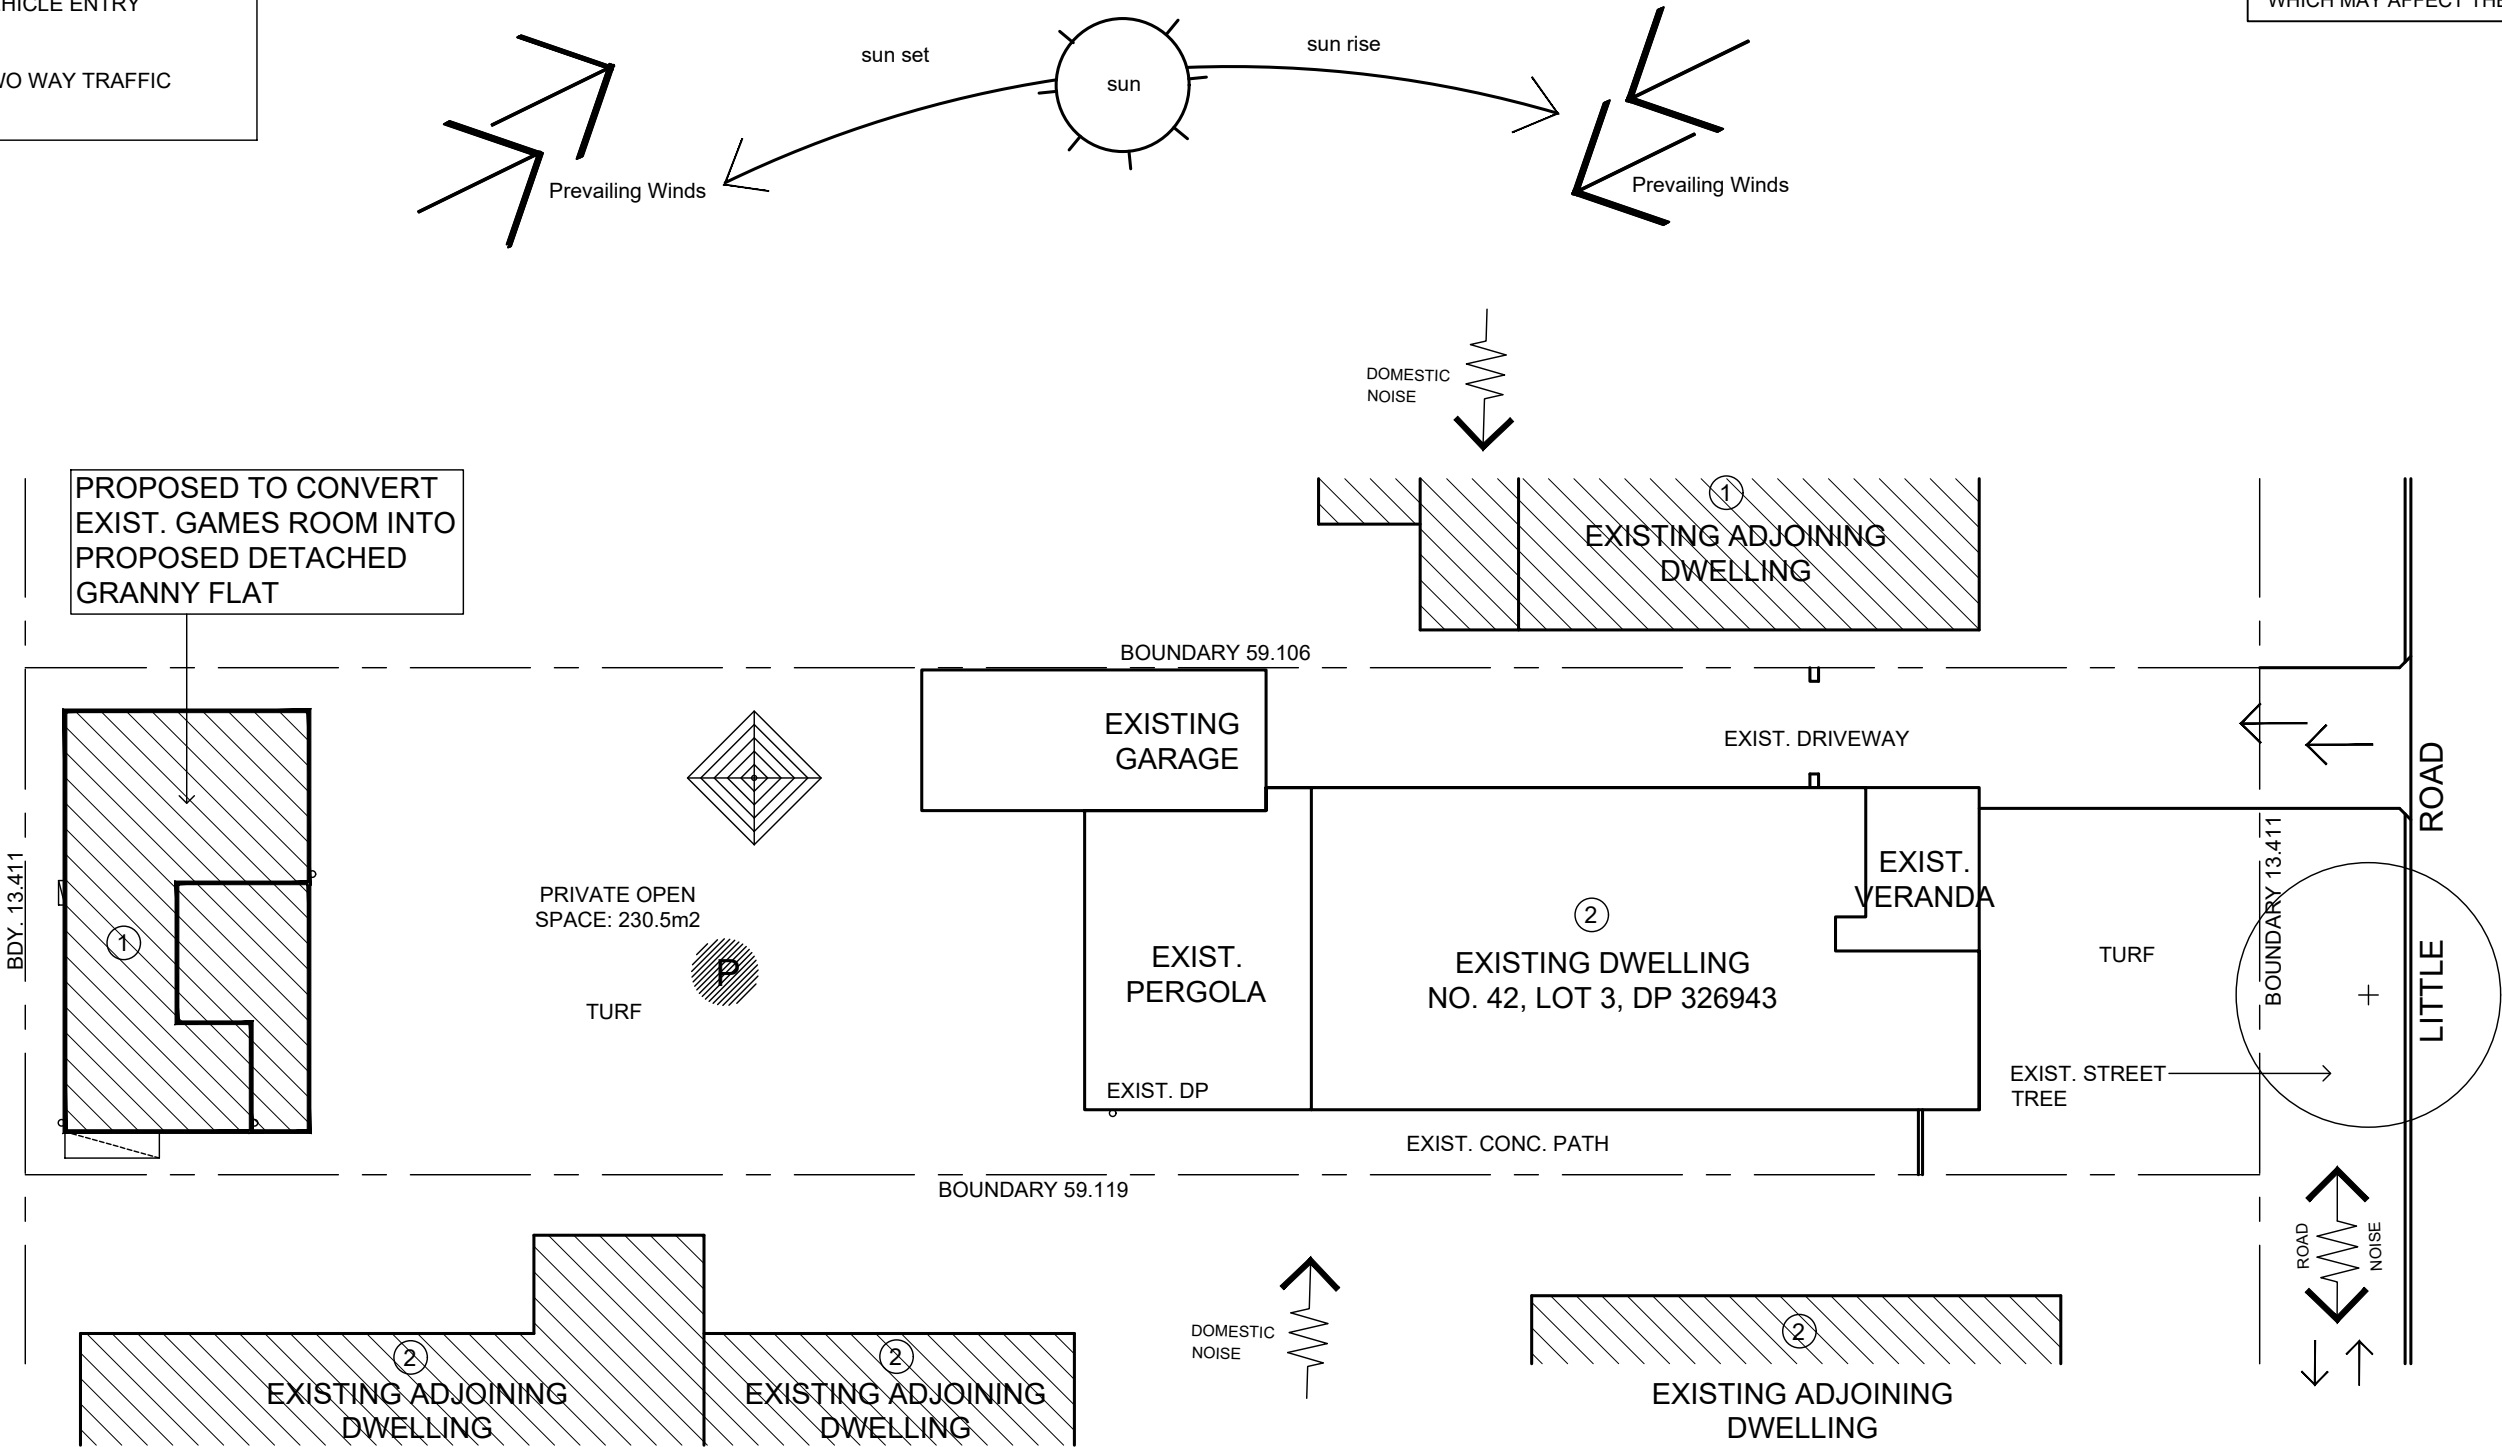 WHICH MAY AFFECT THE
VEHICLE ENTRY
TWO WAY TRAFFIC
sun set
sun
sun rise
Prevailing Winds
Prevailing Winds
DOMESTIC
NOISE
PROPOSED TO CONVERT
EXIST. GAMES ROOM INTO
PROPOSED DETACHED
GRANNY FLAT
1
EXISTING ADJOINING
DWELLING
BOUNDARY 59.106
EXISTING
GARAGE
EXIST. DRIVEWAY
LITTLE ROAD
BDY. 13.411
1
PRIVATE OPEN
SPACE: 230.5m2
P
TURF
EXIST.
PERGOLA
EXIST. DP
2
EXISTING DWELLING
NO. 42, LOT 3, DP 326943
EXIST.
VERANDA
TURF
BOUNDARY 13.411
EXIST. STREET
TREE
EXIST. CONC. PATH
BOUNDARY 59.119
ROAD
NOISE
DOMESTIC
NOISE
2
EXISTING ADJOINING
DWELLING
2
EXISTING ADJOINING
DWELLING
2
EXISTING ADJOINING
DWELLING